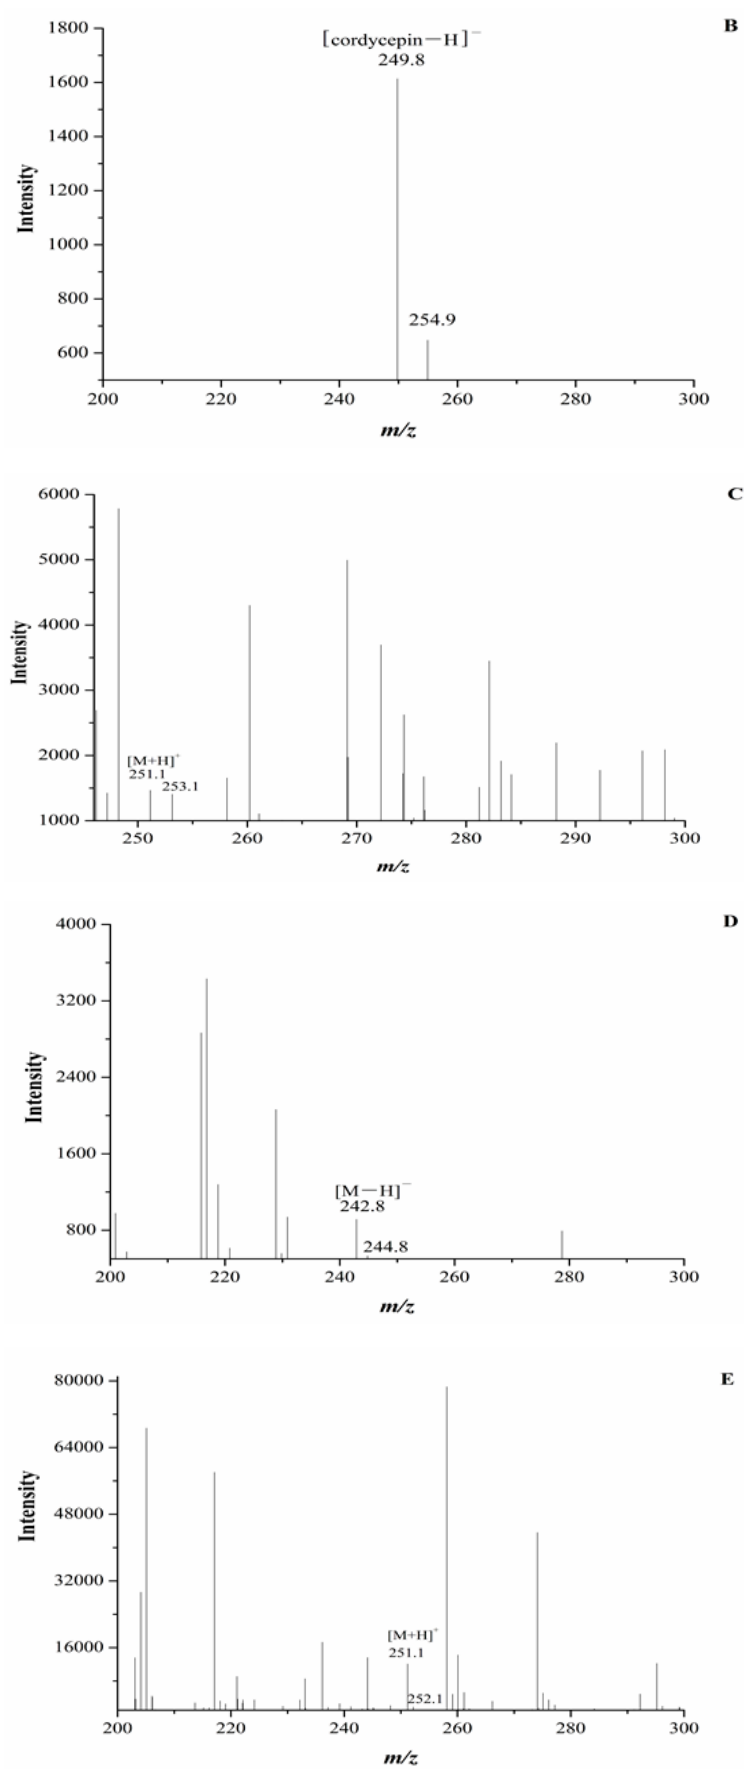 B
[cordycepin—H]⁻
249.8
254.9
1800
1600
1400
1200
1000
800
600
Intensity
200 220 240 260 280 300
m/z
C
6000
5000
4000
3000
2000
1000
Intensity
[M+H]⁺
251.1
253.1
250 260 270 280 290 300
m/z
D
4000
3200
2400
1600
800
Intensity
[M—H]⁻
242.8
244.8
200 220 240 260 280 300
m/z
E
80000
64000
48000
32000
16000
Intensity
[M+H]⁺
251.1
252.1
200 220 240 260 280 300
m/z